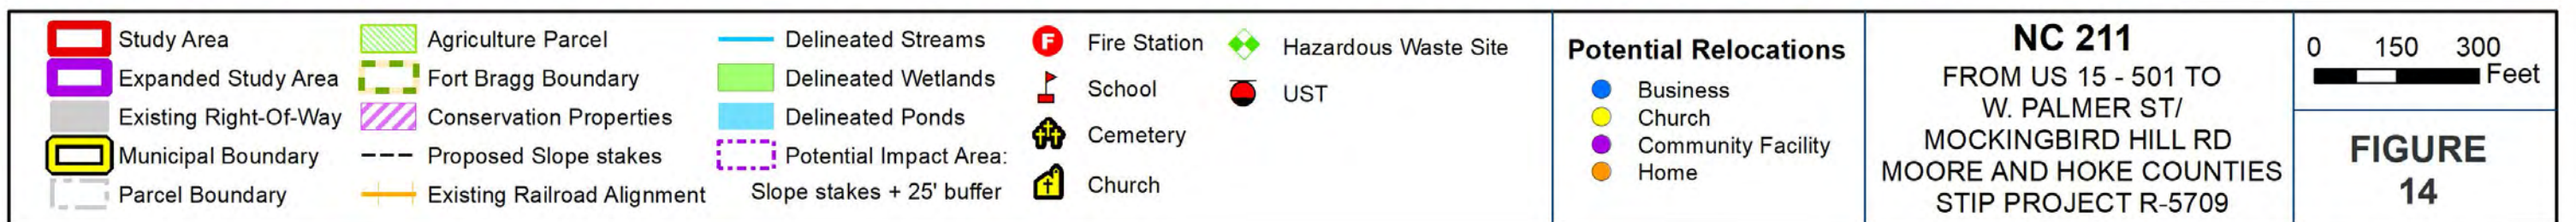 Study Area
Expanded Study Area
Existing Right-Of-Way
Municipal Boundary
Parcel Boundary
Agriculture Parcel
Fort Bragg Boundary
Conservation Properties
Proposed Slope stakes
Existing Railroad Alignment
Delineated Streams
Delineated Wetlands
Delineated Ponds
Potential Impact Area:
Slope stakes + 25' buffer
F
Fire Station
School
Cemetery
Church
Hazardous Waste Site
UST
Potential Relocations
Business
Church
Community Facility
Home
NC 211
FROM US 15 - 501 TO
W. PALMER ST/
MOCKINGBIRD HILL RD
MOORE AND HOKE COUNTIES
STIP PROJECT R-5709
0 150 300
Feet
FIGURE
14